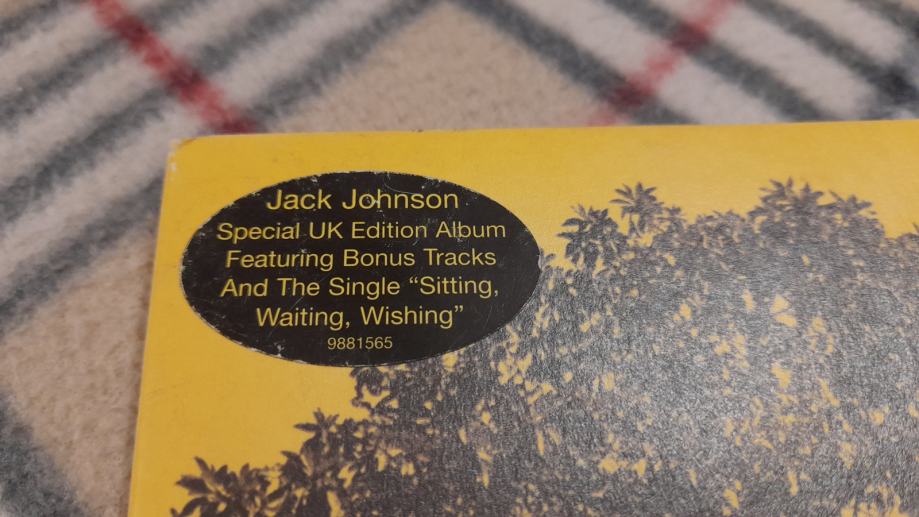 Jack Johnson
Special UK Edition Album
Featuring Bonus Tracks
And The Single “Sitting,
Waiting, Wishing”
9881565